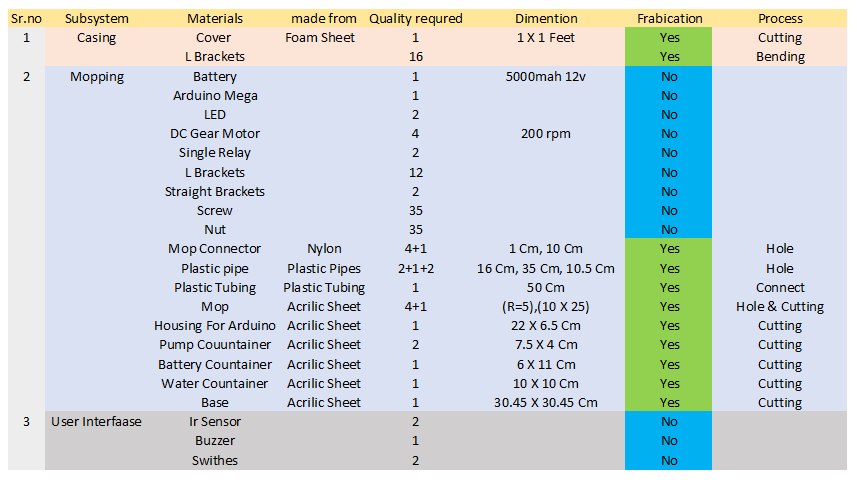 Sr.no Subsystem Materials made from Quality requred Dimention Frabication Process
1 Casing Cover Foam Sheet 1 1 X 1 Feet Yes Cutting
L Brackets 16 Yes Bending
2 Mopping Battery 1 5000mah 12v No
Arduino Mega 1 No
LED 2 No
DC Gear Motor 4 200 rpm No
Single Relay 2 No
L Brackets 12 No
Straight Brackets 2 No
Screw 35 No
Nut 35 No
Mop Connector Nylon 4+1 1 Cm, 10 Cm Yes Hole
Plastic pipe Plastic Pipes 2+1+2 16 Cm, 35 Cm, 10.5 Cm Yes Hole
Plastic Tubing Plastic Tubing 1 50 Cm Yes Connect
Mop Acrilic Sheet 4+1 (R=5),(10 X 25) Yes Hole & Cutting
Housing For Arduino Acrilic Sheet 1 22 X 6.5 Cm Yes Cutting
Pump Couuntainer Acrilic Sheet 2 7.5 X 4 Cm Yes Cutting
Battery Countainer Acrilic Sheet 1 6 X 11 Cm Yes Cutting
Water Countainer Acrilic Sheet 1 10 X 10 Cm Yes Cutting
Base Acrilic Sheet 1 30.45 X 30.45 Cm Yes Cutting
3 User Interfaase Ir Sensor 2 No
Buzzer 1 No
Swithes 2 No